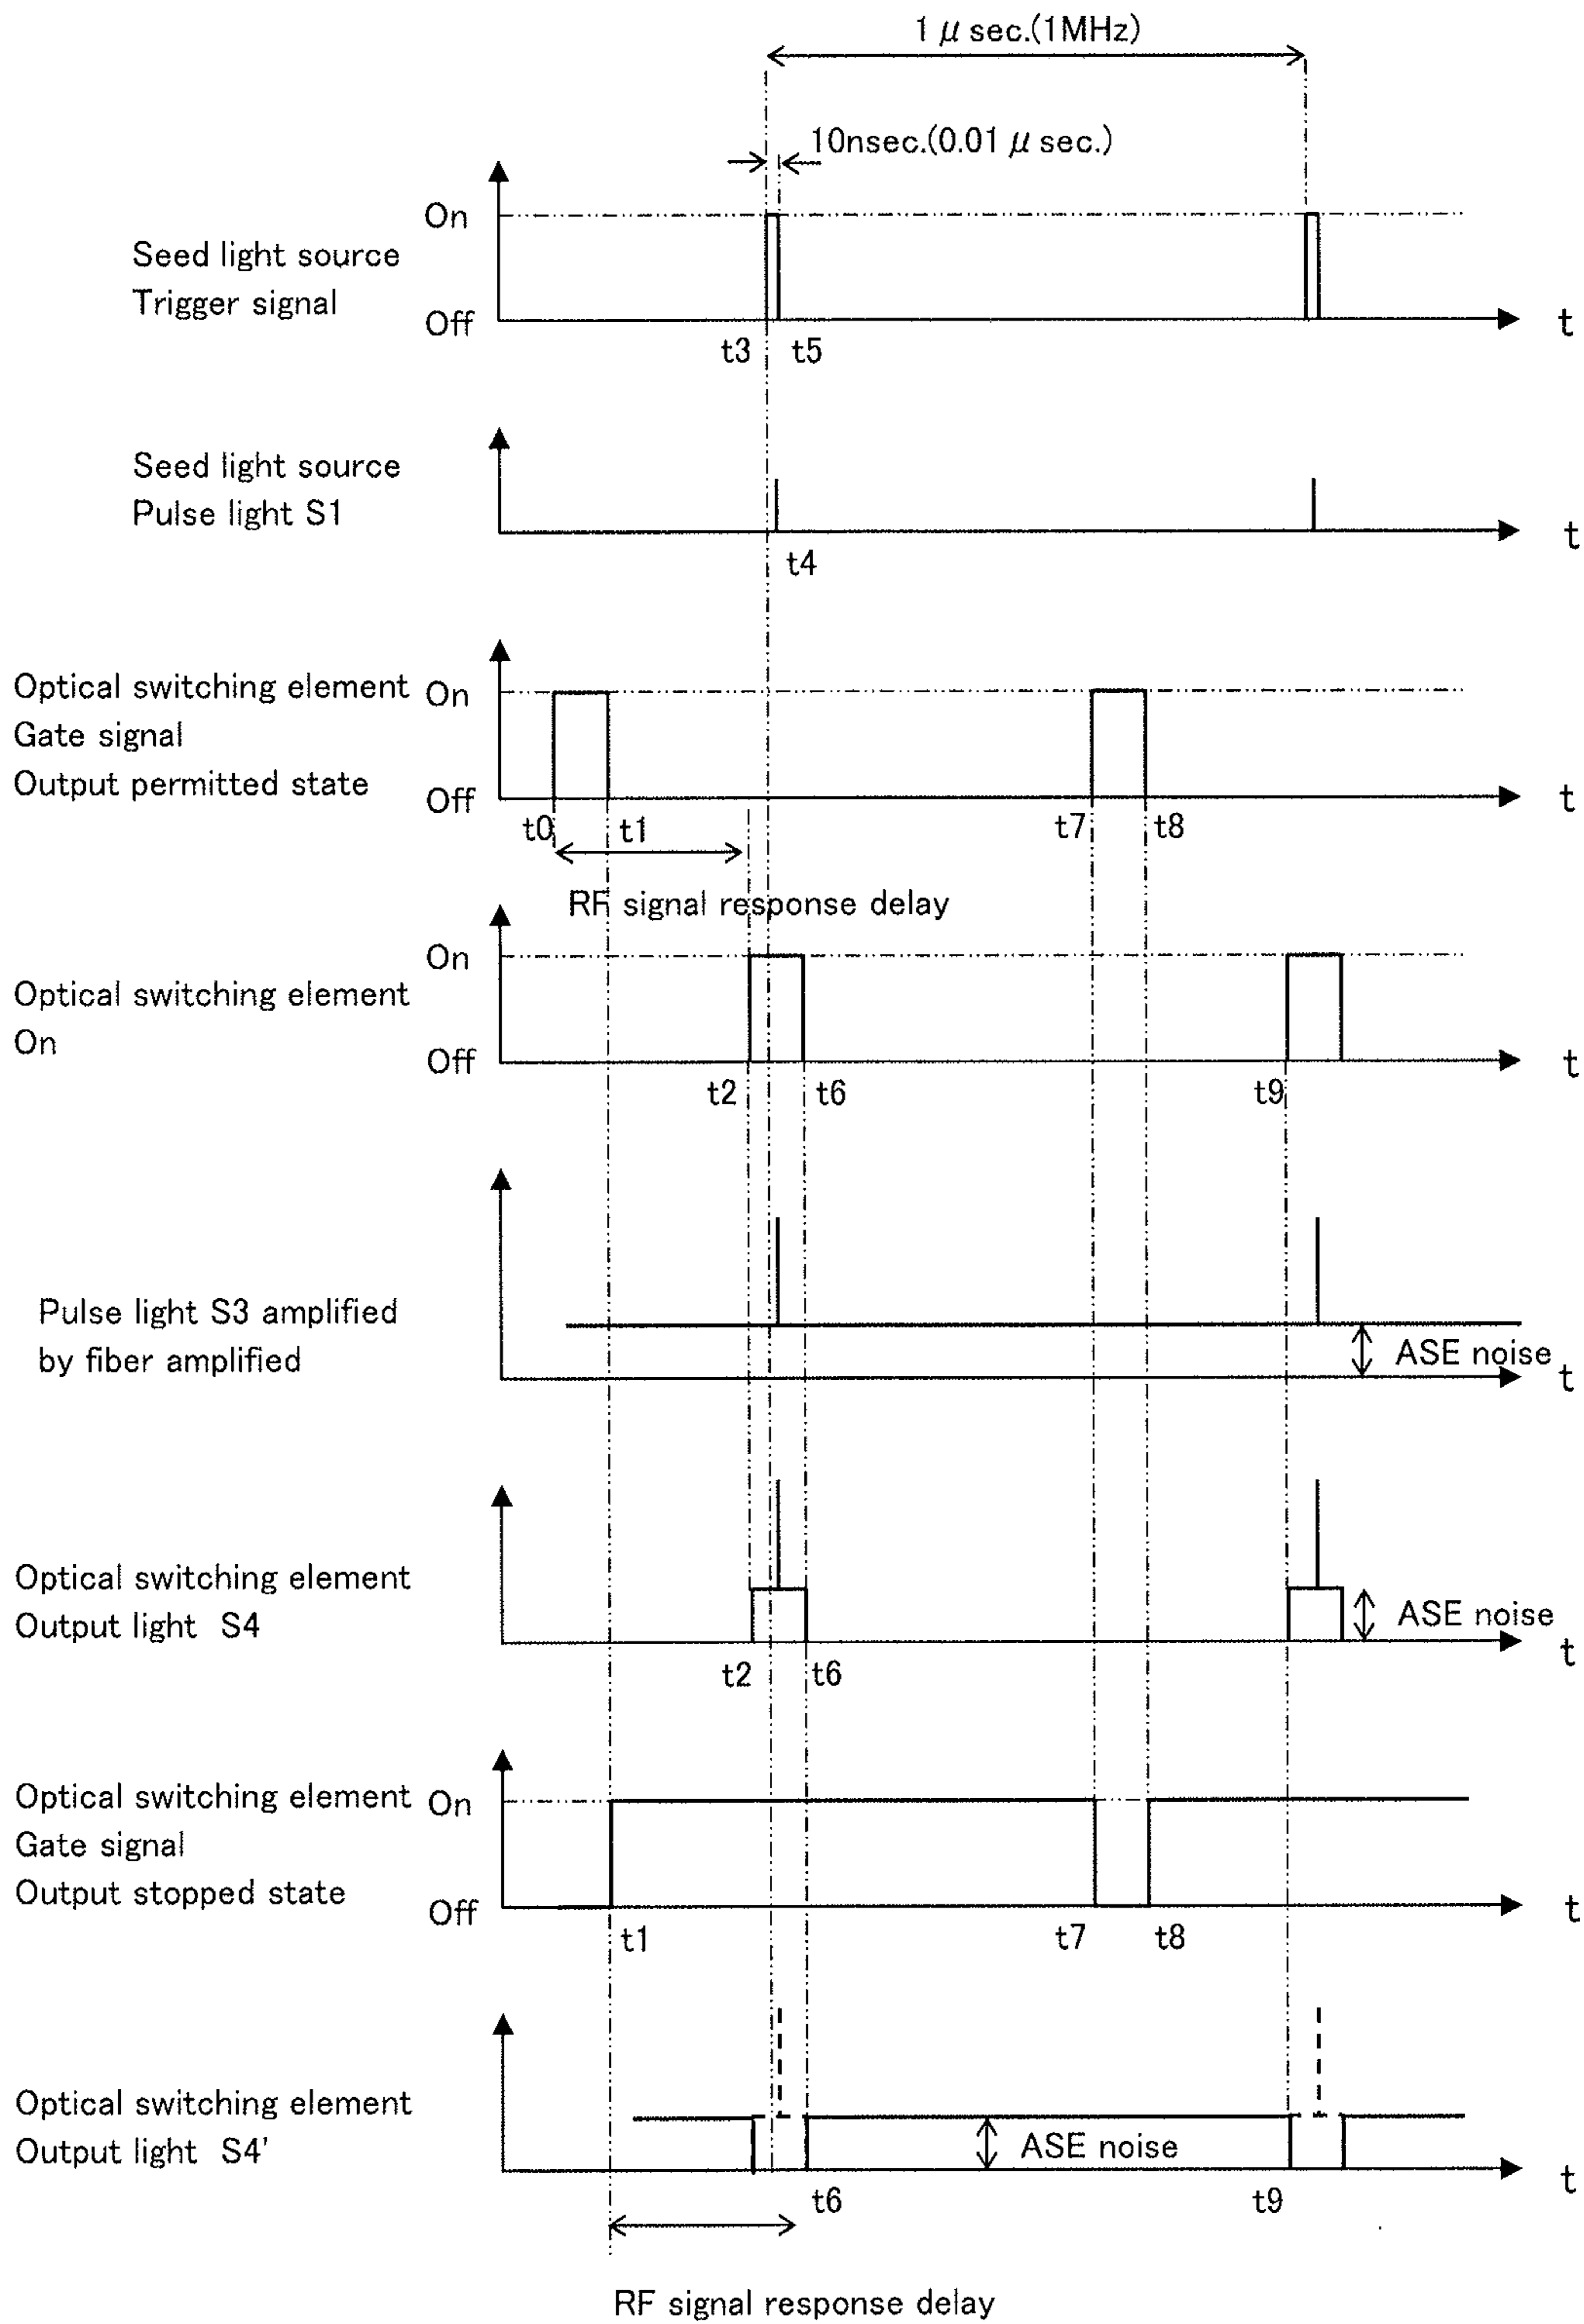 1 μ sec.(1MHz)
10nsec.(0.01 μ sec.)
On
Seed light source
Trigger signal
Off
t
t3
t5
Seed light source
Pulse light S1
t
t4
Optical switching element
On
Gate signal
Output permitted state
Off
t
t0
t1
t7
t8
RF signal response delay
On
Optical switching element
On
Off
t
t2
t6
t9
Pulse light S3 amplified
by fiber amplified
ASE noise
t
Optical switching element
Output light S4
ASE noise
t
t2
t6
Optical switching element
On
Gate signal
Output stopped state
Off
t
t1
t7
t8
Optical switching element
Output light S4'
ASE noise
t
t6
t9
RF signal response delay